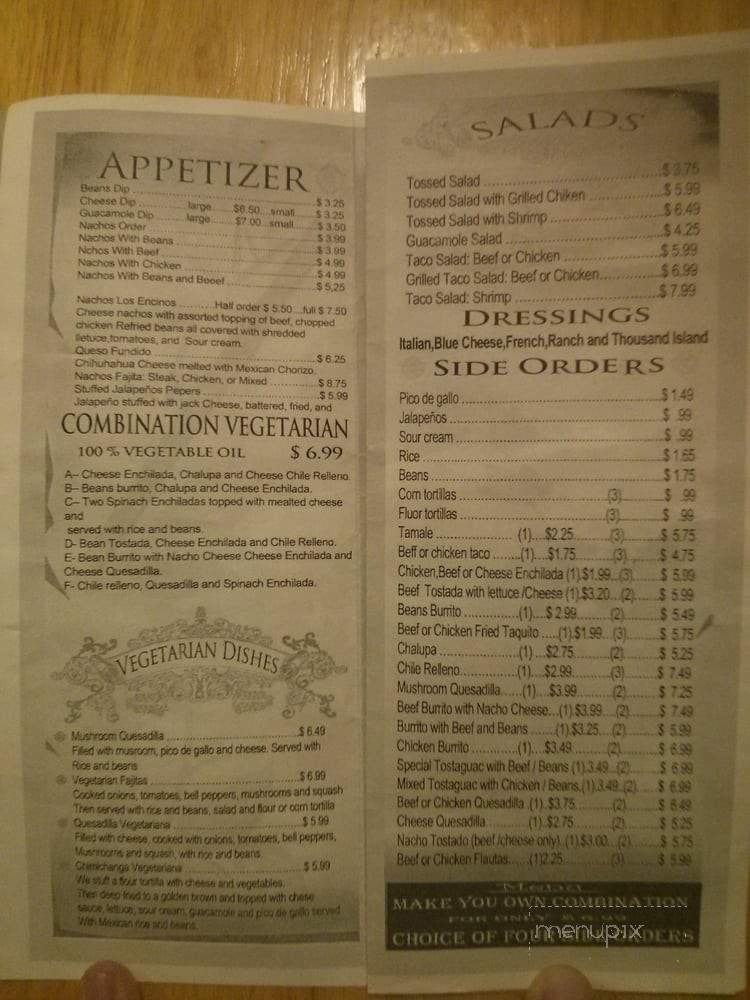 APPETIZER
Beans Dip ........ $ 3.25
Cheese Dip ........ large ...... $6.50 ...small ...... $ 3.25
Guacamole Dip ........ large ...... $7.00 ...small ...... $ 3.50
Nachos Order ........ $ 3.99
Nachos With Beans ........ $ 3.99
Nchos With Beef ........ $ 4.99
Nachos With Chicken ........ $ 4.99
Nachos With Beans and Beeef ........ $ 5,25
Nachos Los Encinos ......... Half order $ 5.50 ...full $ 7.50
Cheese nachos with assorted topping of beef, chopped
chicken Refried beans all covered with shredded
lletuce,tomatoes, and Sour cream.
Queso Fundido ........ $ 6.25
Chihuhahua Cheese melted with Mexican Chorizo.
Nachos Fajita: Steak, Chicken, or Mixed ........ $ 8.75
Stuffed Jalapeños Pepers ........ $ 5.99
Jalapeño stuffed with jack Cheese, battered, fried, and
COMBINATION VEGETARIAN
100 % VEGETABLE OIL $ 6.99
A– Cheese Enchilada, Chalupa and Cheese Chile Relleno.
B– Beans burrito, Chalupa and Cheese Enchilada.
C– Two Spinach Enchiladas topped with mealted cheese
and
served with rice and beans.
D- Bean Tostada, Cheese Enchilada and Chile Relleno.
E- Bean Burrito with Nacho Cheese Cheese Enchilada and
Cheese Quesadilla.
F- Chile relleno, Quesadilla and Spinach Enchilada.
VEGETARIAN DISHES
Mushroom Quesadilla ........ $ 6.49
Filled with musroom, pico de gallo and cheese. Served with
Rice and beans
Vegetarian Fajitas ........ $ 6.99
Cooked onions, tomatoes, bell peppers, mushrooms and squash
Then served with rice and beans, salad and flour or corn tortilla
Quesadilla Vegetariana ........ $ 5.99
Filled with cheese, cooked with onions, tomatoes, bell peppers,
Mushrooms and squash, with rice and beans.
Chimichanga Vegetariana ........ $ 5.99
We stuff a flour tortilla with cheese and vegetables.
Then deep fried to a golden brown and topped with chese
sauce, lettuce, sour cream, guacamole and pico de gallo served
With Mexican rice and beans.
SALADS
Tossed Salad ........ $ 3.75
Tossed Salad with Grilled Chiken ........ $ 5.99
Tossed Salad with Shrimp ........ $ 6.49
Guacamole Salad ........ $ 4.25
Taco Salad: Beef or Chicken ........ $ 5.99
Grilled Taco Salad: Beef or Chicken ........ $ 6.99
Taco Salad: Shrimp ........ $ 7.99
DRESSINGS
Italian,Blue Cheese,French,Ranch and Thousand Island
SIDE ORDERS
Pico de gallo ........ $ 1.49
Jalapeños ........ $ .99
Sour cream ........ $ .99
Rice ........ $ 1.65
Beans ........ $ 1.75
Corn tortillas ........ (3) ...... $ .99
Fluor tortillas ........ (3) ...... $ .99
Tamale ........ (1)....$2.25 ........ (3) ..... $ 5.75
Beff or chicken taco ....... (1)....$1.75 ........ (3) ..... $ 4.75
Chicken,Beef or Cheese Enchilada (1).$1.99...(3) ..... $ 5.99
Beef Tostada with lettuce /Cheese (1).$3.20...(2) ..... $ 5.99
Beans Burrito ........ (1)....$ 2.99 ........ (2) ..... $ 5.49
Beef or Chicken Fried Taquito .....(1).$1.99...(3) ..... $ 5.75
Chalupa ........ (1) ...$2.75 ........ (2) ..... $ 5.25
Chile Relleno ........ (1)....$2.99 ........ (3) ..... $ 7.49
Mushroom Quesadilla ...... (1)....$3.99 ........ (2) ..... $ 7.25
Beef Burrito with Nacho Cheese...(1).$3.99...(2) ..... $ 7.49
Burrito with Beef and Beans .......(1).$3.25...(2) ..... $ 5.99
Chicken Burrito ........ (1)....$3.49 ........ (2) ..... $ 6.99
Special Tostaguac with Beef / Beans (1).3.49..(2) ..... $ 6.99
Mixed Tostaguac with Chicken / Beans.(1).3.49..(2) ..... $ 6.99
Beef or Chicken Quesadilla .(1)..$3.75 ........ (2) ..... $ 6.49
Cheese Quesadilla ........ (1)..$2.75 ........ (2) ..... $ 5.25
Nacho Tostado (beef /cheese only)..(1).$3.00...(2) ..... $ 5.75
Beef or Chicken Flautas ......(1)2.25 ........ (3) ..... $ 5.99
MAKE YOU OWN COMBINATION
FOR ONLY
CHOICE OF FOUR
menupix